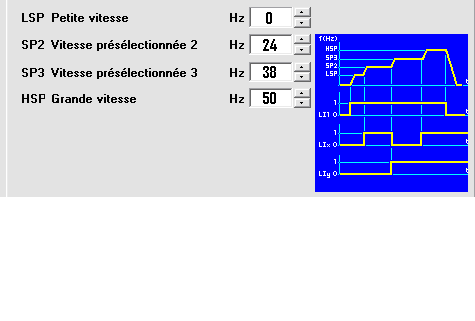 LSP Petite vitesse Hz 0
SP2 Vitesse présélectionnée 2 Hz 24
SP3 Vitesse présélectionnée 3 Hz 38
HSP Grande vitesse Hz 50
f(Hz)
HSP
SP3
SP2
LSP
t
1
LI1 0
t
1
LIx 0
t
1
LIy 0
t